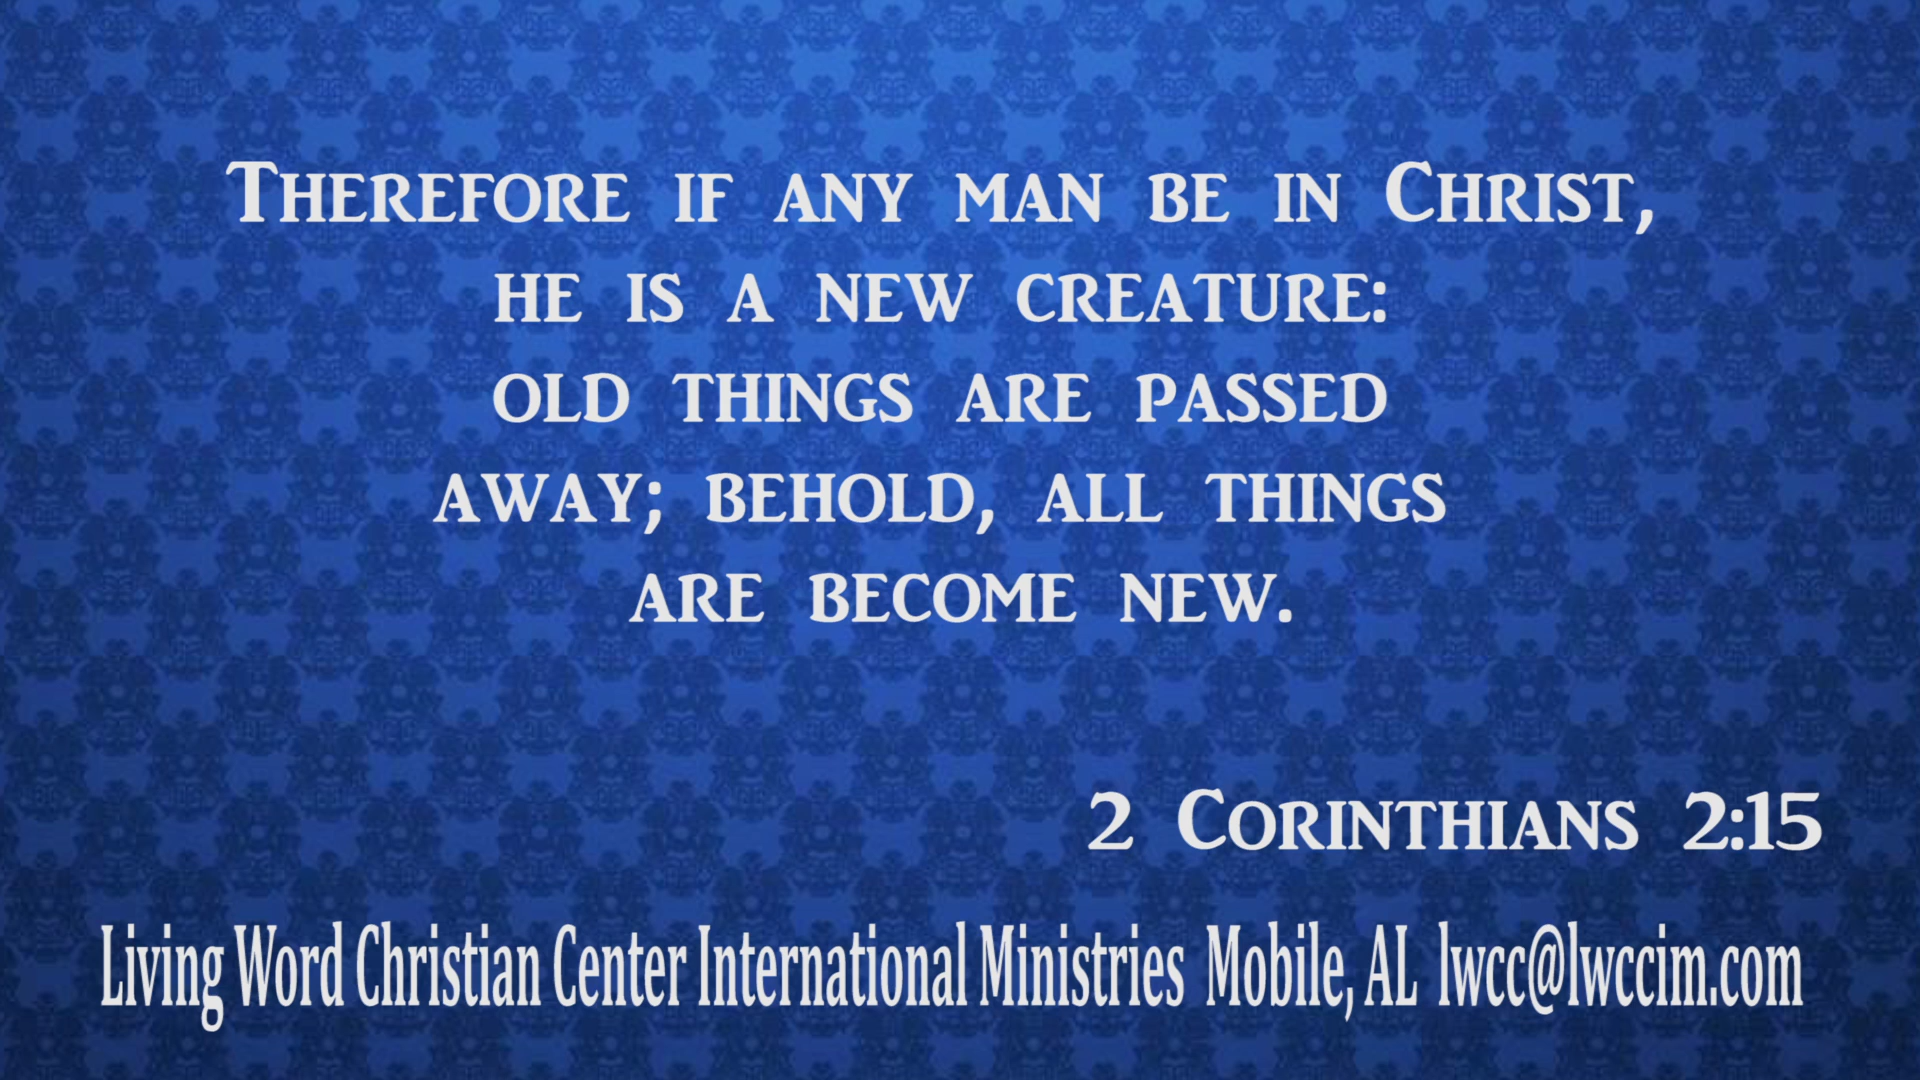 Therefore if any man be in Christ,
he is a new creature:
old things are passed
away; behold, all things
are become new.
2 Corinthians 2:15
Living Word Christian Center International Ministries Mobile, AL lwcc@lwccim.com